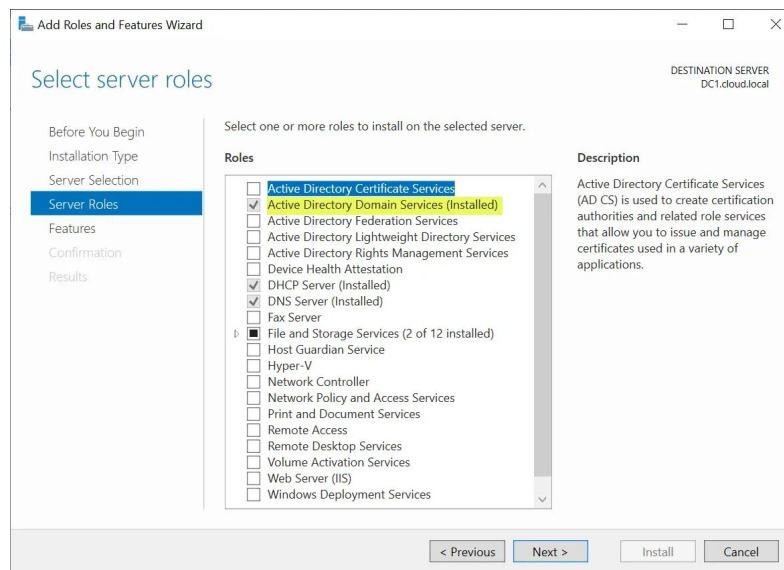 Add Roles and Features Wizard
Select server roles
DESTINATION SERVER
DC1.cloud.local
Before You Begin
Installation Type
Server Selection
Server Roles
Features
Confirmation
Results
Select one or more roles to install on the selected server.
Roles
Active Directory Certificate Services
Active Directory Domain Services (Installed)
Active Directory Federation Services
Active Directory Lightweight Directory Services
Active Directory Rights Management Services
Device Health Attestation
DHCP Server (Installed)
DNS Server (Installed)
Fax Server
File and Storage Services (2 of 12 installed)
Host Guardian Service
Hyper-V
Network Controller
Network Policy and Access Services
Print and Document Services
Remote Access
Remote Desktop Services
Volume Activation Services
Web Server (IIS)
Windows Deployment Services
Description
Active Directory Certificate Services
(AD CS) is used to create certification
authorities and related role services
that allow you to issue and manage
certificates used in a variety of
applications.
< Previous
Next >
Install
Cancel